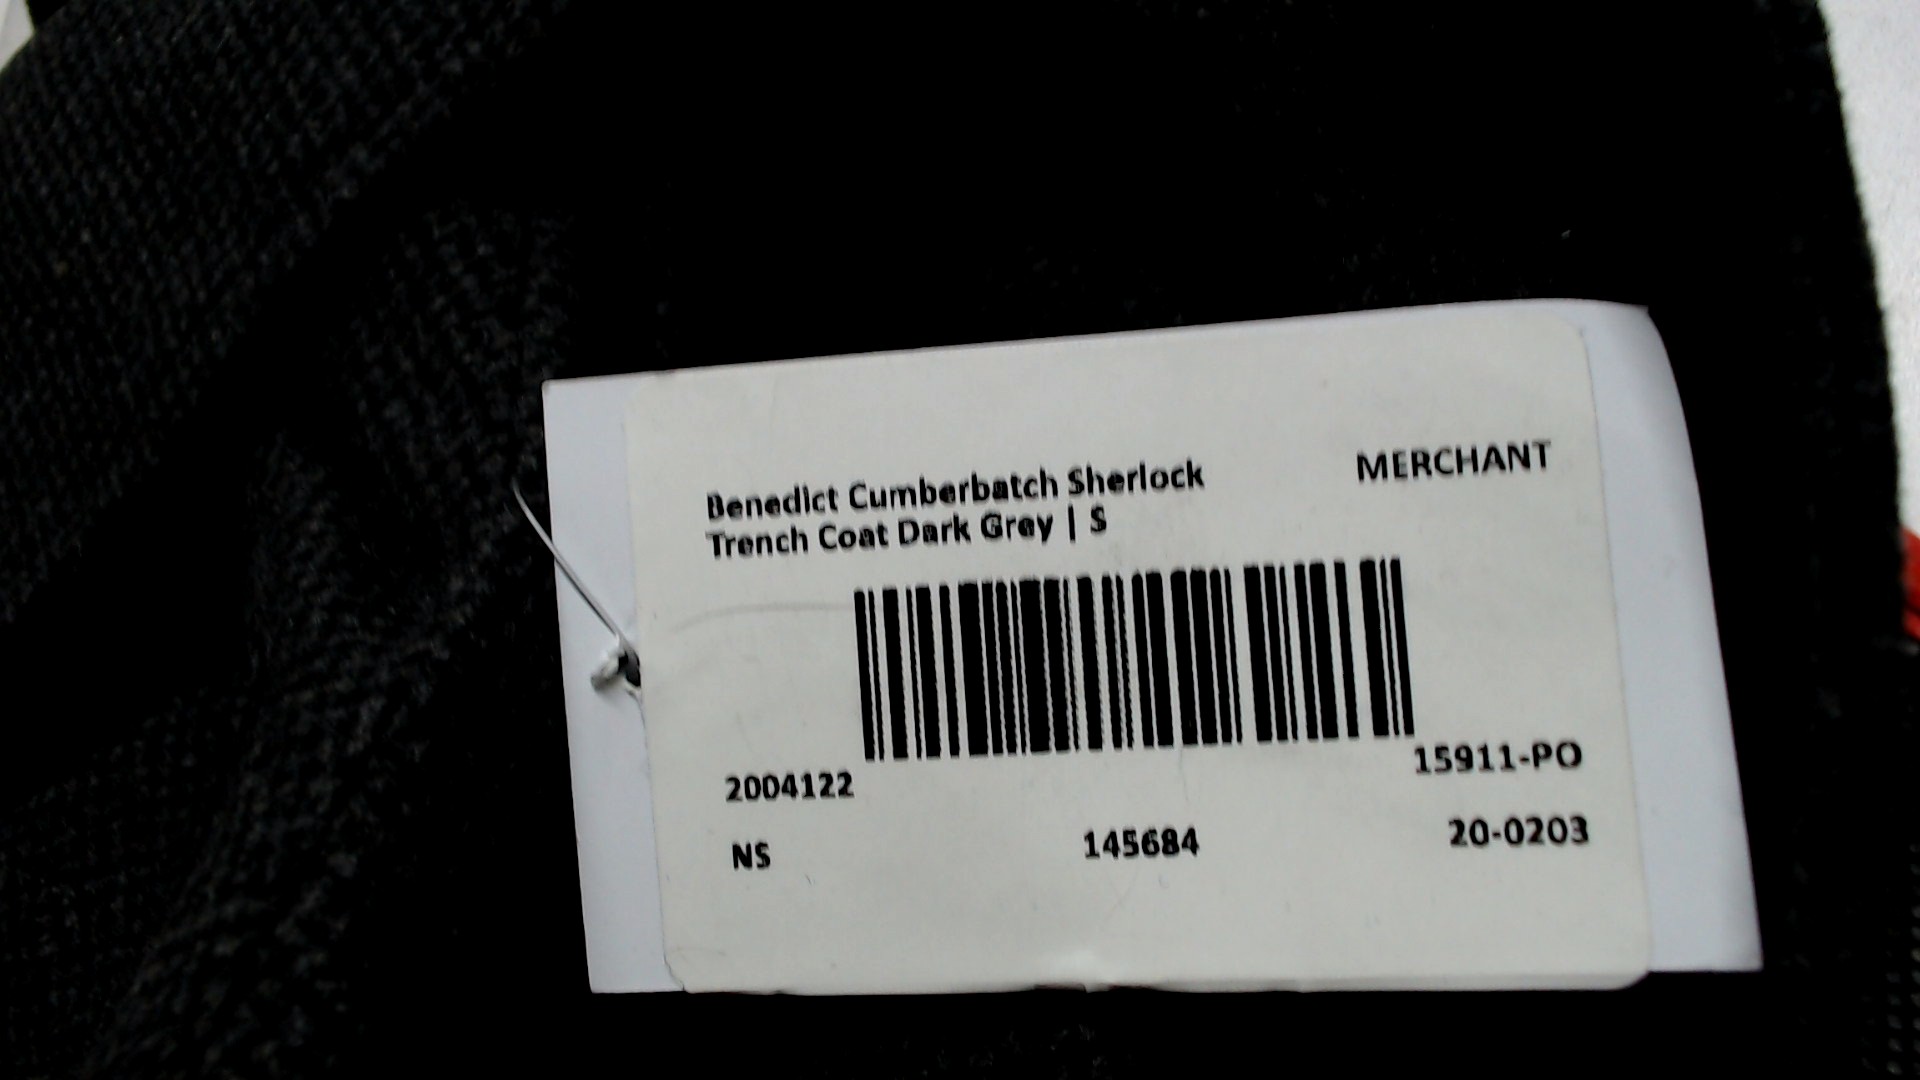 Benedict Cumberbatch Sherlock
Trench Coat Dark Grey | S
MERCHANT
2004122
15911-PO
NS
145684
20-0203